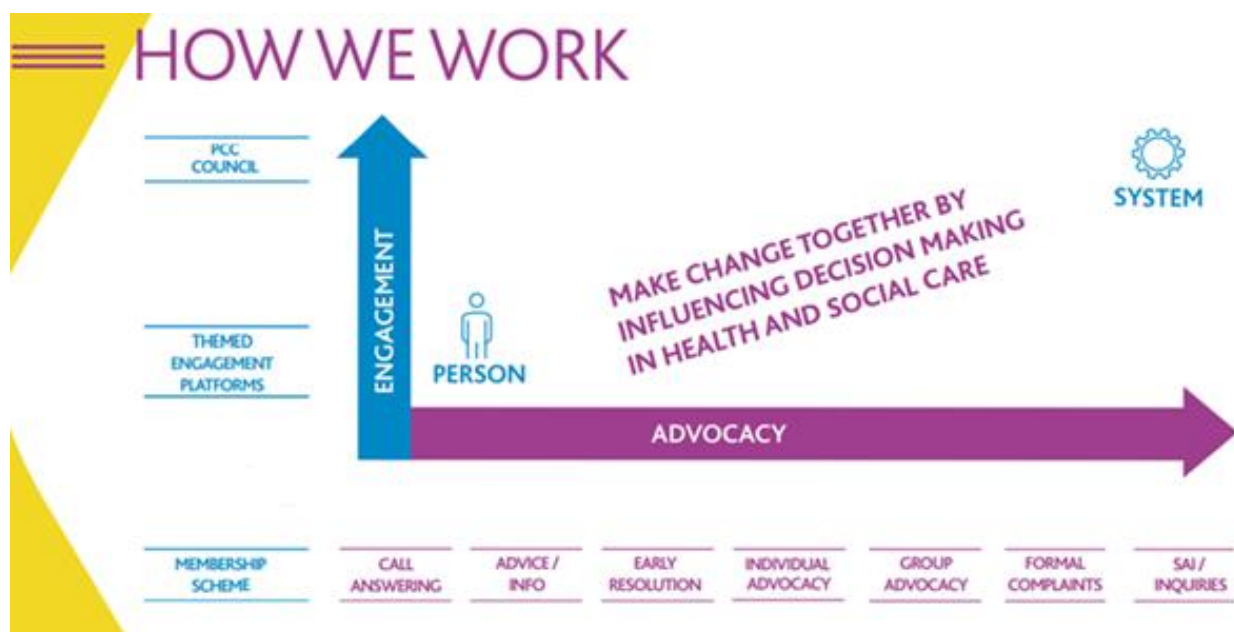 HOW WE WORK
PCC
COUNCIL
THEMED
ENGAGEMENT
PLATFORMS
MEMBERSHIP
SCHEME
ENGAGEMENT
PERSON
MAKE CHANGE TOGETHER BY
INFLUENCING DECISION MAKING
IN HEALTH AND SOCIAL CARE
SYSTEM
ADVOCACY
CALL
ANSWERING
ADVICE /
INFO
EARLY
RESOLUTION
INDIVIDUAL
ADVOCACY
GROUP
ADVOCACY
FORMAL
COMPLAINTS
SAI /
INQUIRIES